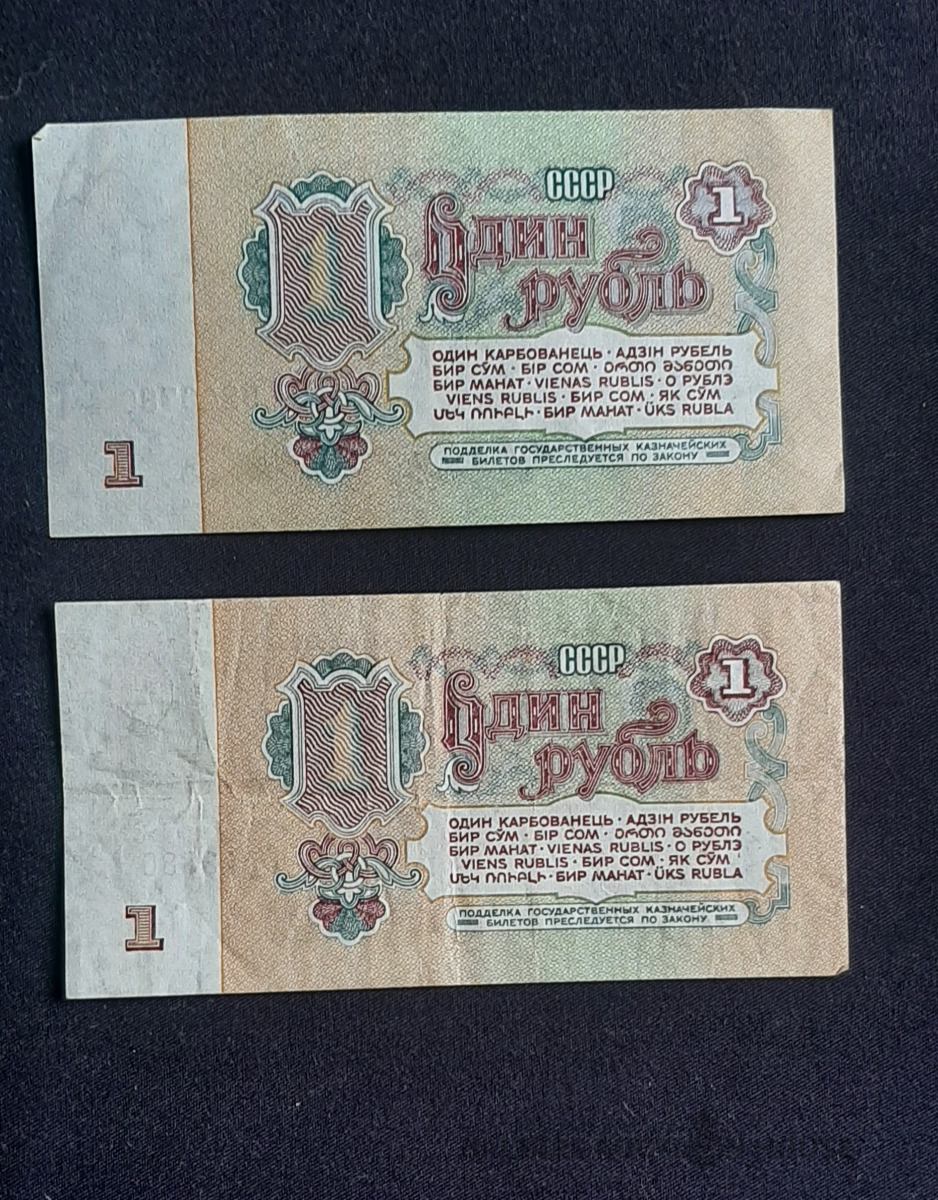 СССР
1
Один
рубль
ОДИН КАРБОВАНЕЦЬ · АДЗІН РУБЕЛЬ
БИР СЎМ · БІР СОМ · ᲝᲠᲗᲘ ᲛᲐᲜᲔᲗᲘ
БИР МАНАТ · VIENAS RUBLIS · О РУБЛЭ
VIENS RUBLIS · БИР СОМ · ЯК СЎМ
ՄԵԿ ՌՈՒԲԼԻ · БИР МАНАТ · ÜKS RUBLA
ПОДДЕЛКА ГОСУДАРСТВЕННЫХ КАЗНАЧЕЙСКИХ
БИЛЕТОВ ПРЕСЛЕДУЕТСЯ ПО ЗАКОНУ
1
1
СССР
1
Один
рубль
ОДИН КАРБОВАНЕЦЬ · АДЗІН РУБЕЛЬ
БИР СЎМ · БІР СОМ · ᲝᲠᲗᲘ ᲛᲐᲜᲔᲗᲘ
БИР МАНАТ · VIENAS RUBLIS · О РУБЛЭ
VIENS RUBLIS · БИР СОМ · ЯК СЎМ
ՄԵԿ ՌՈՒԲԼԻ · БИР МАНАТ · ÜKS RUBLA
ПОДДЕЛКА ГОСУДАРСТВЕННЫХ КАЗНАЧЕЙСКИХ
БИЛЕТОВ ПРЕСЛЕДУЕТСЯ ПО ЗАКОНУ
1
1